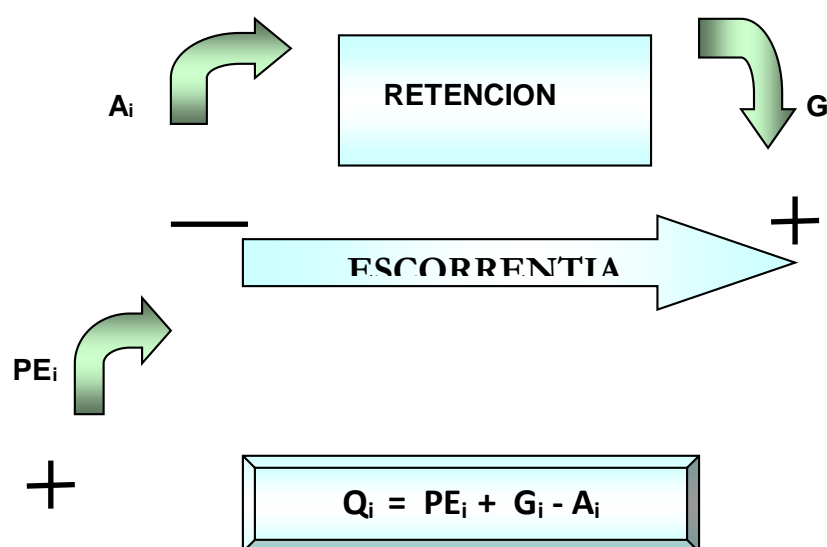 Aᵢ
RETENCION
G
—
+
ESCORRENTIA
PEᵢ
+
Qᵢ = PEᵢ + Gᵢ - Aᵢ